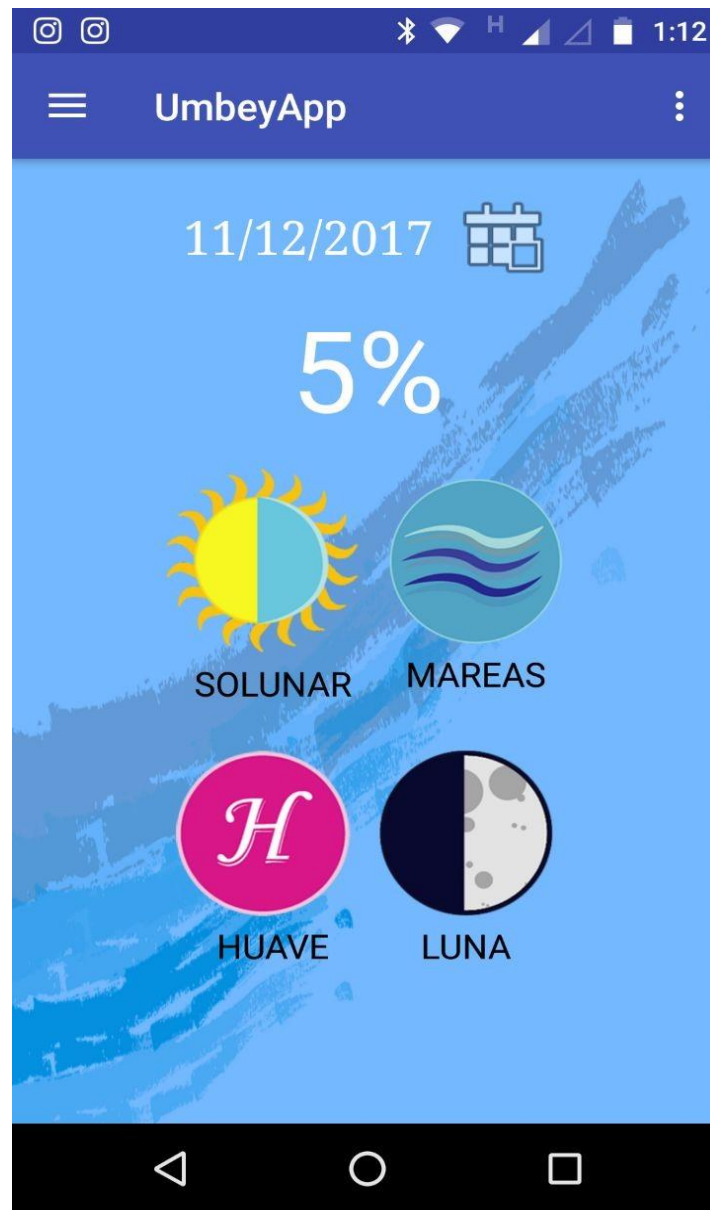 H 1:12
UmbeyApp
11/12/2017
5%
SOLUNAR MAREAS
H
HUAVE LUNA